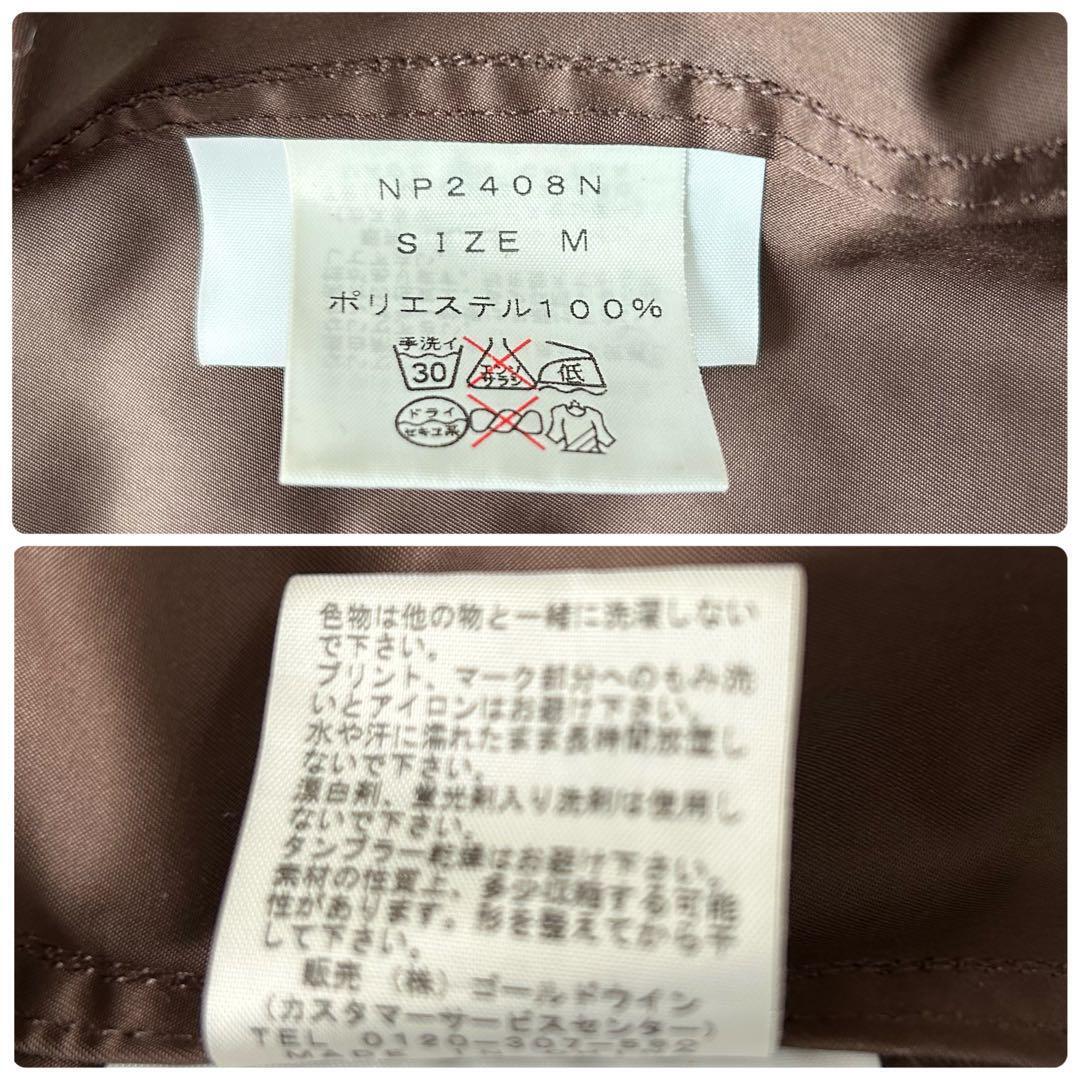 NP2408N
SIZE M
ポリエステル100%
手洗イ
30
エンソ
サラシ
低
ドライ
セキユ系
色物は他の物と一緒に洗濯しない
で下さい。
プリント、マーク部分へのもみ洗
いとアイロンはお避け下さい。
水や汗に濡れたまま長時間放置し
ないで下さい。
漂白剤、蛍光剤入り洗剤は使用し
ないで下さい。
タンブラー乾燥はお避け下さい。
素材の性質上、多少収縮する可能
性があります。形を整えてから干
して下さい。
販売 (株) ゴールドウイン
(カスタマーサービスセンター)
TEL 0120-307-
MADE IN